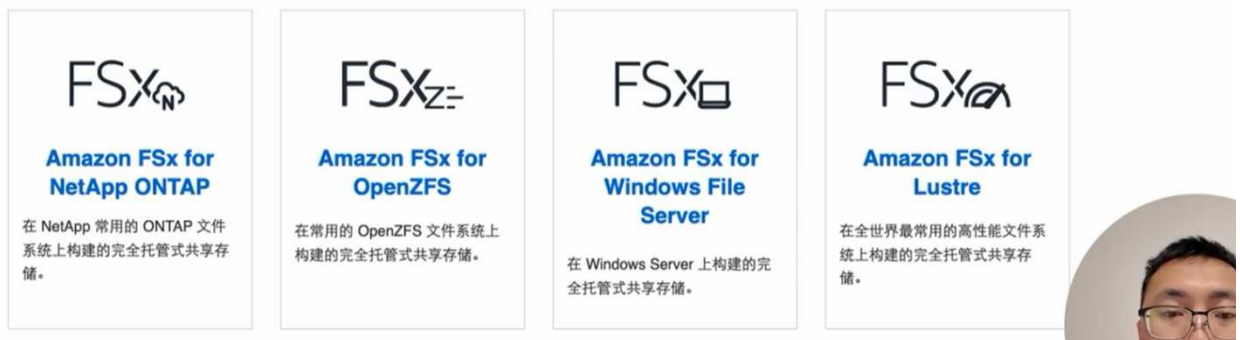 FSx N
Amazon FSx for
NetApp ONTAP
在 NetApp 常用的 ONTAP 文件
系统上构建的完全托管式共享存
储。
FSx Z
Amazon FSx for
OpenZFS
在常用的 OpenZFS 文件系统上
构建的完全托管式共享存储。
FSx
Amazon FSx for
Windows File
Server
在 Windows Server 上构建的完
全托管式共享存储。
FSx
Amazon FSx for
Lustre
在全世界最常用的高性能文件系
统上构建的完全托管式共享存
储。